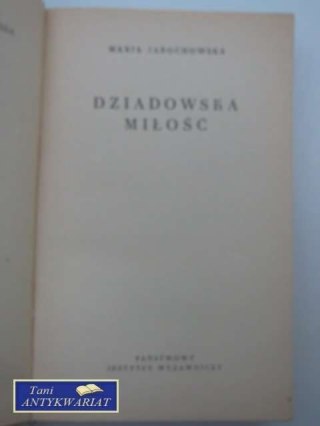 MARIA JAROCHOWSKA
DZIADOWSKA
MIŁOŚĆ
PAŃSTWOWY
INSTYTUT WYDAWNICZY
Tani
ANTYKWARIAT